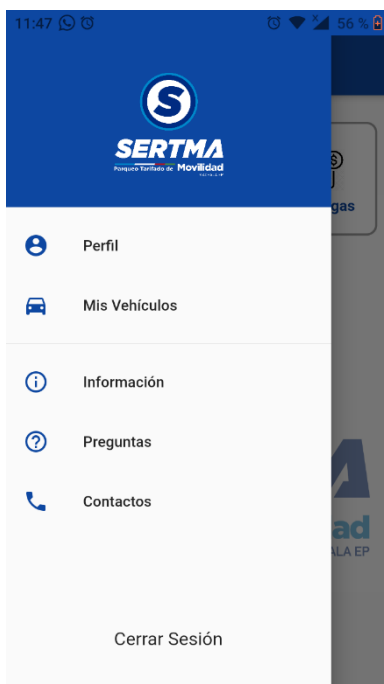 11:47
56 %
SERTMA
Parqueo Tarifado de Movilidad
gas
Perfil
Mis Vehículos
Información
Preguntas
Contactos
ad
ALA EP
Cerrar Sesión